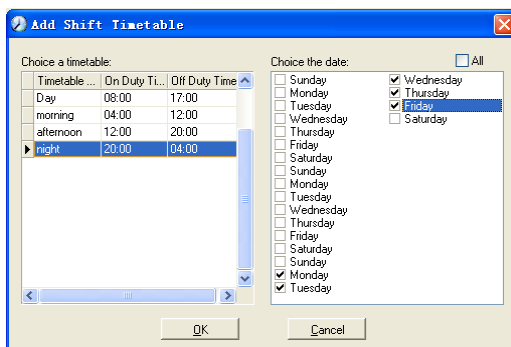 Add Shift Timetable
Choice a timetable:
Timetable ... On Duty Ti... Off Duty Time
Day 08:00 17:00
morning 04:00 12:00
afternoon 12:00 20:00
night 20:00 04:00
Choice the date:
All
Sunday
Monday
Tuesday
Wednesday
Thursday
Friday
Saturday
Sunday
Monday
Tuesday
Wednesday
Thursday
Friday
Saturday
Sunday
Monday
Tuesday
Wednesday
Thursday
Friday
Saturday
OK
Cancel